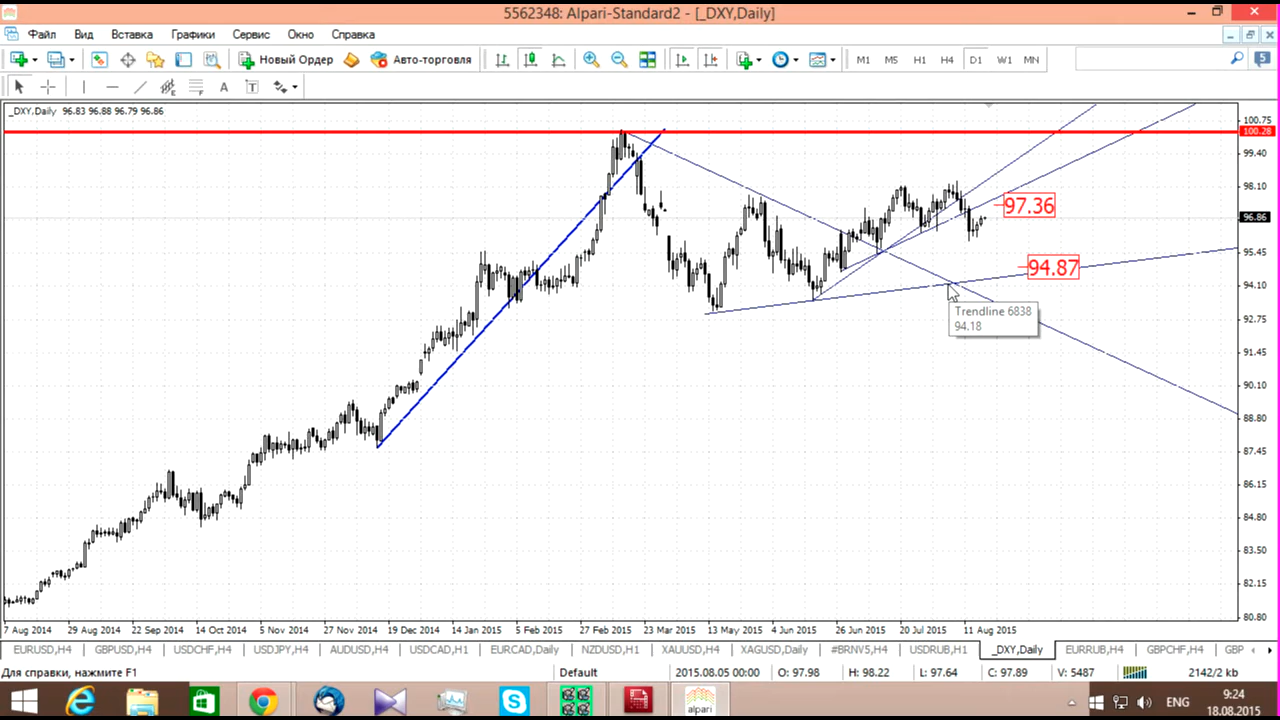 5562348: Alpari-Standard2 - [_DXY,Daily]
Файл Вид Вставка Графики Сервис Окно Справка
Новый Ордер Авто-торговля M1 M5 H1 H4 D1 W1 MN 5
A T
_DXY,Daily 96.83 96.88 96.79 96.86
100.75
100.28
99.40
98.10
97.36
96.86
95.45
94.87
94.10
Trendline 6838
94.18
92.75
91.45
90.10
88.80
87.45
86.15
84.80
83.50
82.15
80.80
7 Aug 2014 29 Aug 2014 22 Sep 2014 14 Oct 2014 5 Nov 2014 27 Nov 2014 19 Dec 2014 14 Jan 2015 5 Feb 2015 27 Feb 2015 23 Mar 2015 13 May 2015 4 Jun 2015 26 Jun 2015 20 Jul 2015 11 Aug 2015
EURUSD,H4 GBPUSD,H4 USDCHF,H4 USDJPY,H4 AUDUSD,H4 USDCAD,H1 EURCAD,Daily NZDUSD,H1 XAUUSD,H4 XAGUSD,Daily #BRNV5,H4 USDRUB,H1 _DXY,Daily EURRUB,H4 GBPCHF,H4 GBP
Для справки, нажмите F1 Default 2015.08.05 00:00 O: 97.98 H: 98.22 L: 97.64 C: 97.89 V: 5487 2142/2 kb
alpari ENG 9:24
18.08.2015